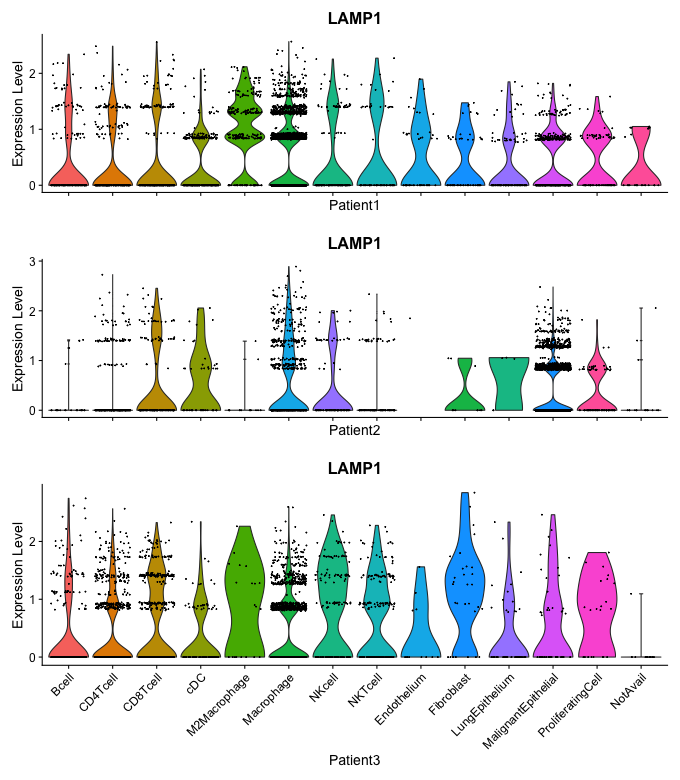 LAMP1
Expression Level
2
1
0
Patient1
LAMP1
Expression Level
3
2
1
0
Patient2
LAMP1
Expression Level
2
1
0
Bcell
CD4Tcell
CD8Tcell
cDC
M2Macrophage
Macrophage
NKcell
NKTcell
Endothelium
Fibroblast
LungEpithelium
MalignantEpithelial
ProliferatingCell
NotAvail
Patient3